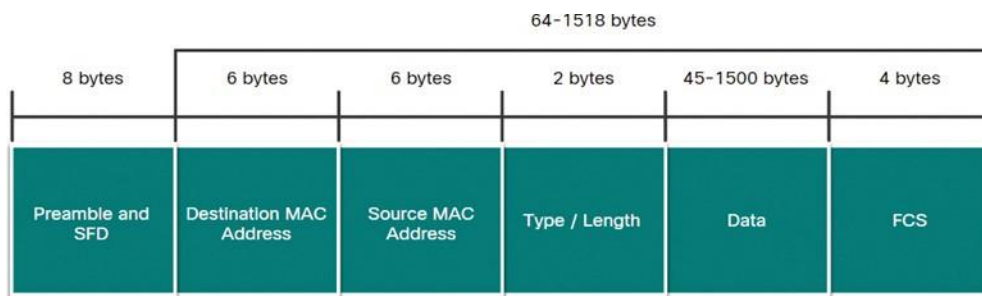 64-1518 bytes
8 bytes
6 bytes
6 bytes
2 bytes
45-1500 bytes
4 bytes
Preamble and
SFD
Destination MAC
Address
Source MAC
Address
Type / Length
Data
FCS